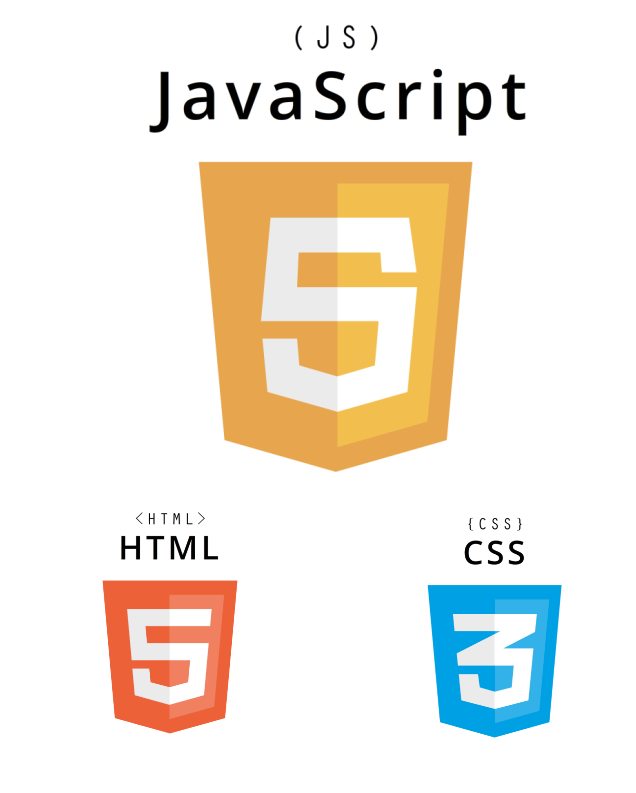 (JS)
JavaScript
5
<HTML>
HTML
5
{CSS}
CSS
3